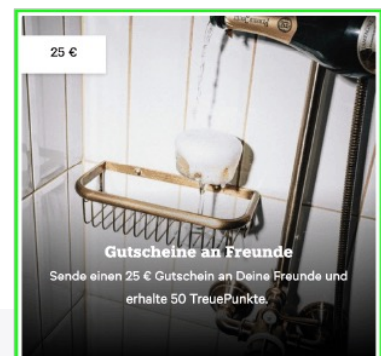 25 €
Gutscheine an Freunde
Sende einen 25 € Gutschein an Deine Freunde und
erhalte 50 TreuePunkte.